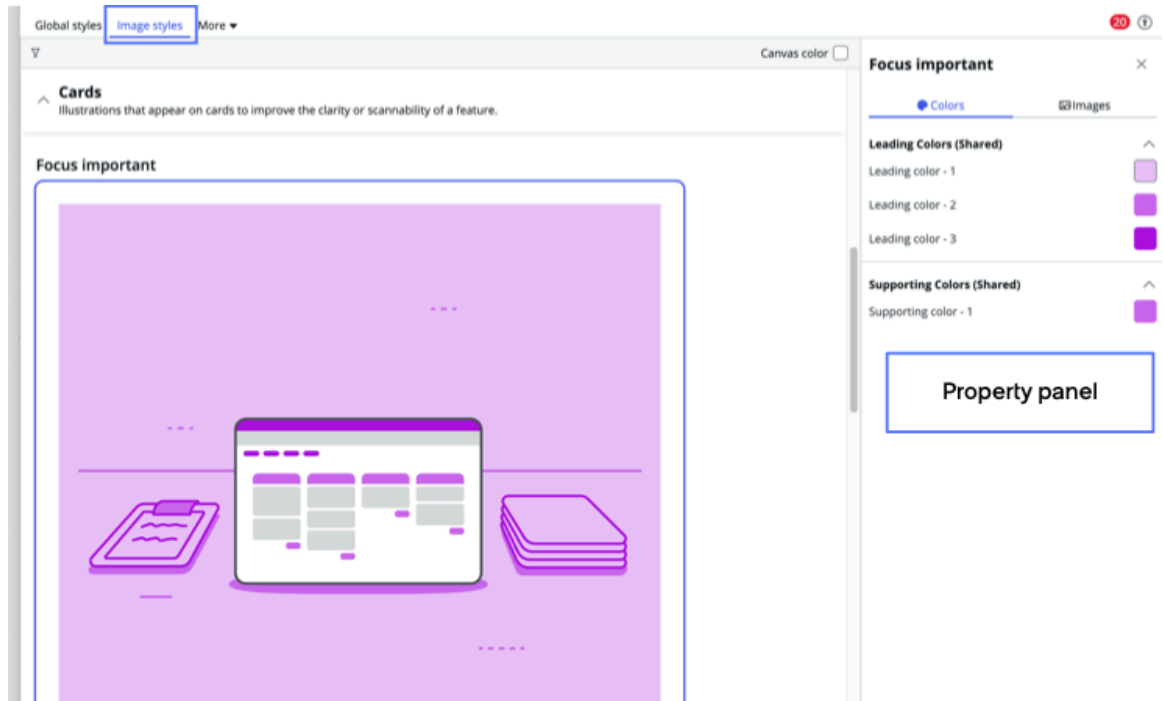 Global styles Image styles More
20
Canvas color
Cards
Illustrations that appear on cards to improve the clarity or scannability of a feature.
Focus important
Focus important
Colors Images
Leading Colors (Shared)
Leading color - 1
Leading color - 2
Leading color - 3
Supporting Colors (Shared)
Supporting color - 1
Property panel